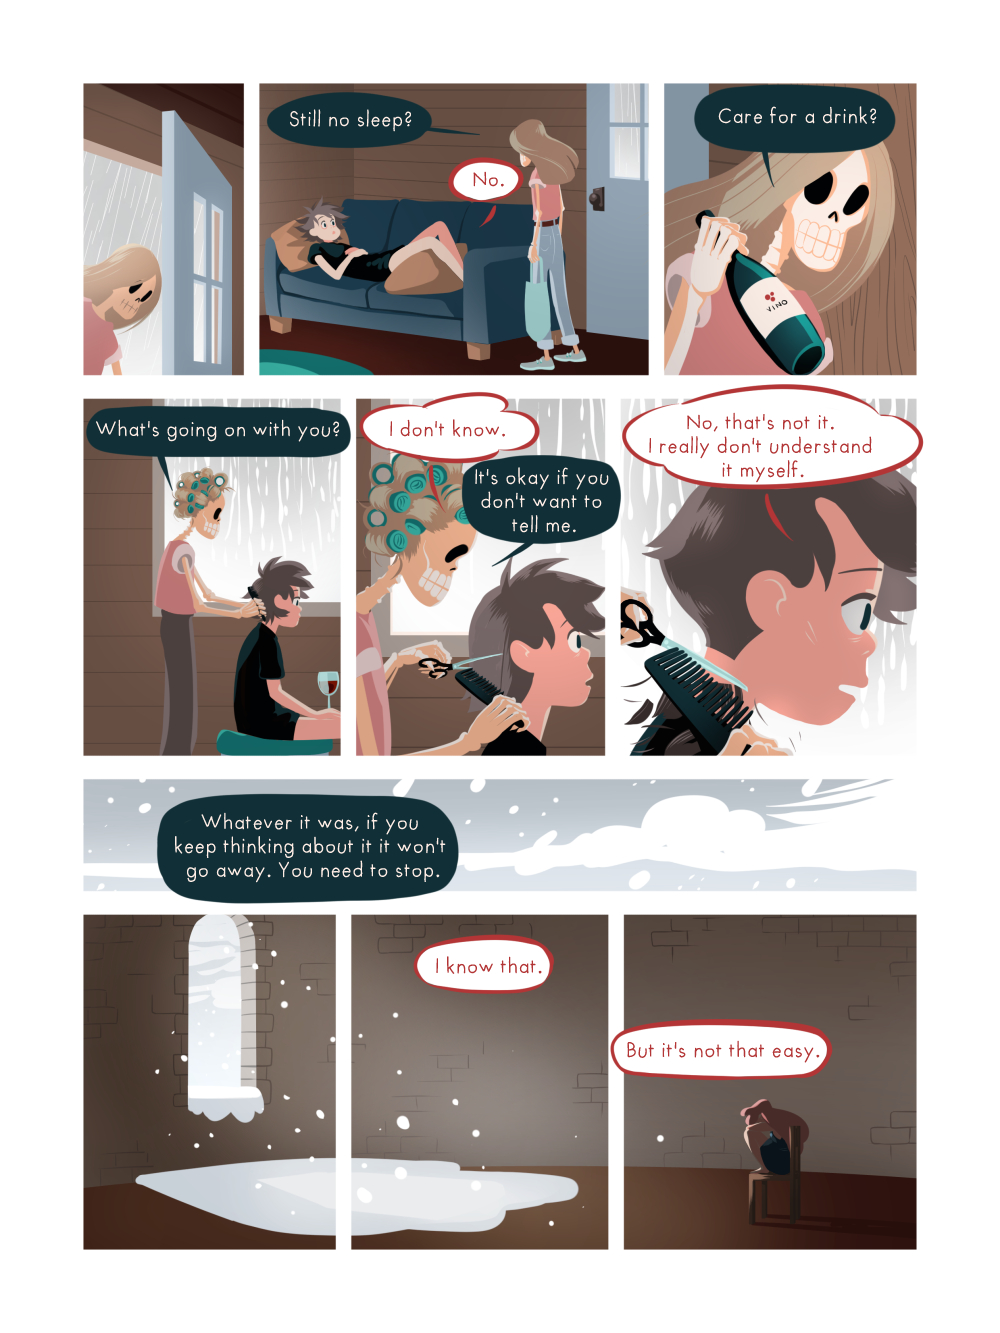 Still no sleep?
No.
Care for a drink?
VINO
What's going on with you?
I don't know.
It's okay if you
don't want to
tell me.
No, that's not it.
I really don't understand
it myself.
Whatever it was, if you
keep thinking about it it won't
go away. You need to stop.
I know that.
But it's not that easy.